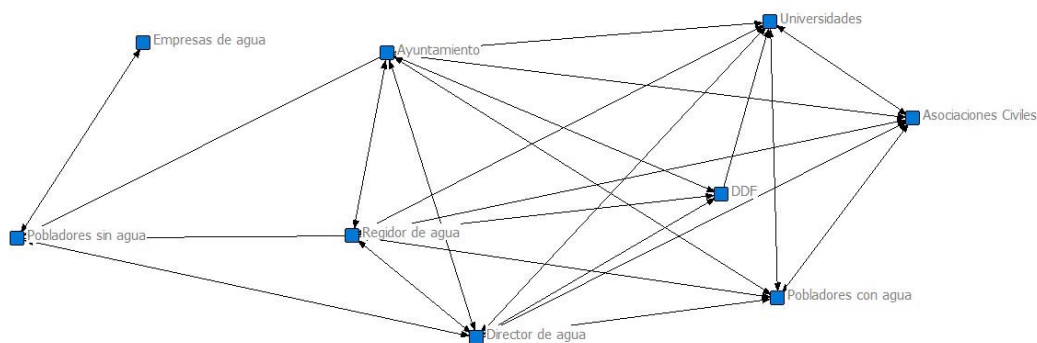 Universidades
Empresas de agua
Ayuntamiento
Asociaciones Civiles
DDF
Pobladores sin agua
Regidor de agua
Pobladores con agua
Director de agua